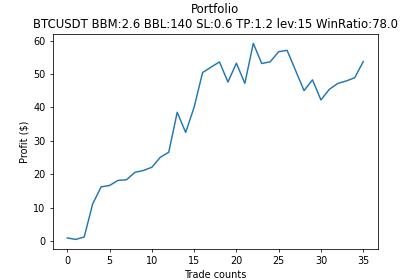 Portfolio
BTCUSDT BBM:2.6 BBL:140 SL:0.6 TP:1.2 lev:15 WinRatio:78.0
60
50
40
30
20
10
0
Profit ($)
0 5 10 15 20 25 30 35
Trade counts